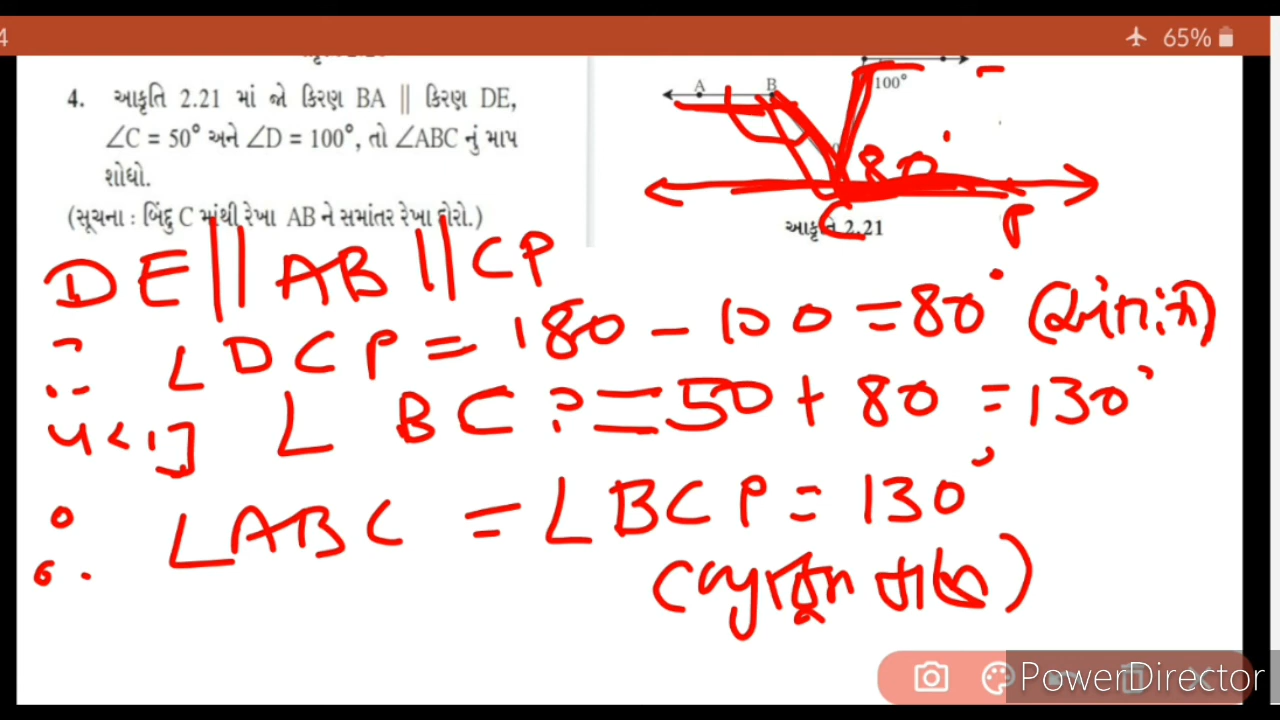 4
65%
4. આકૃતિ 2.21 માં જો કિરણ BA || કિરણ DE,
∠C = 50° અને ∠D = 100°, તો ∠ABC નું માપ
શોધો.
(સૂચના : બિંદુ C માંથી રેખા AB ને સમાંતર રેખા દોરો.)
A B 100°
80°
C P
આકૃતિ 2.21
DE || AB || CP
∴ ∠DCP = 180 - 100 = 80°
∠BCP = 50 + 80 = 130°
∴ ∠ABC = ∠BCP = 130°
PowerDirector